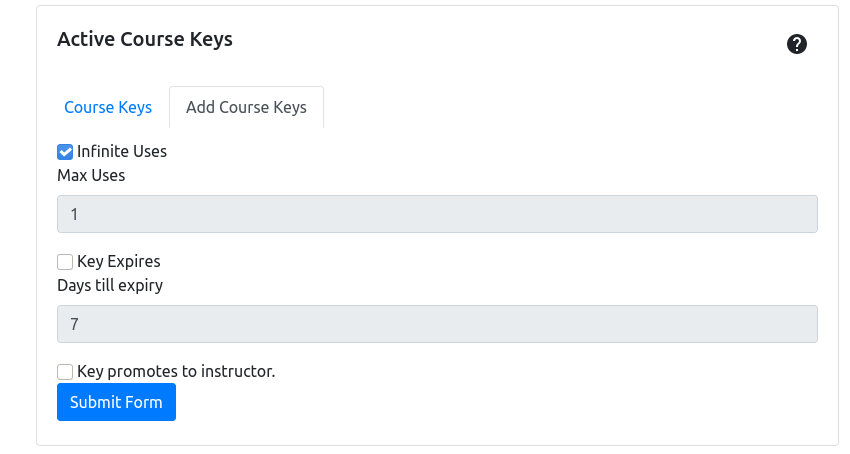 Active Course Keys
?
Course Keys
Add Course Keys
Infinite Uses
Max Uses
1
Key Expires
Days till expiry
7
Key promotes to instructor.
Submit Form